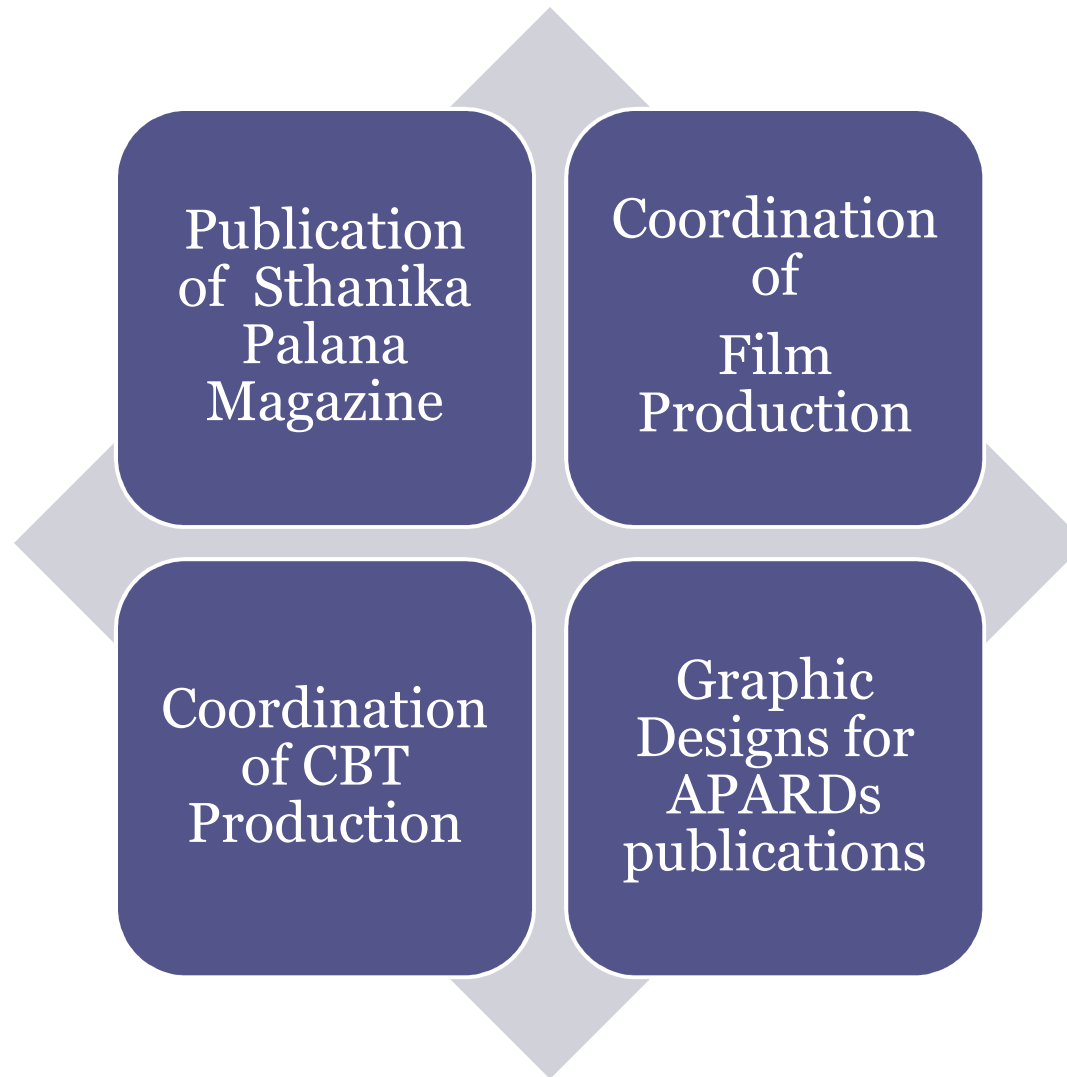 Publication
of  Sthanika
Palana
Magazine
Coordination
of
Film
Production
Coordination
of CBT
Production
Graphic
Designs for
APARDs
publications